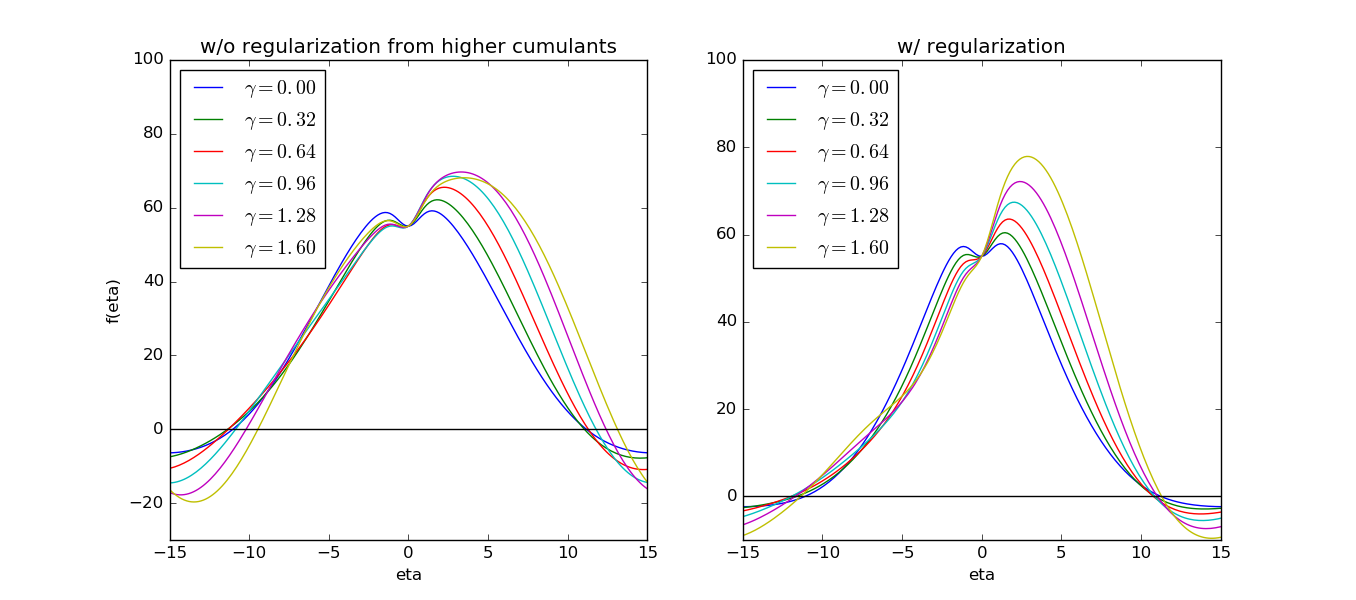 w/o regularization from higher cumulants
100
80
60
40
20
0
−20
−15
−10
−5
0
5
10
15
f(eta)
eta
γ=0.00
γ=0.32
γ=0.64
γ=0.96
γ=1.28
γ=1.60
w/ regularization
100
80
60
40
20
0
−15
−10
−5
0
5
10
15
eta
γ=0.00
γ=0.32
γ=0.64
γ=0.96
γ=1.28
γ=1.60